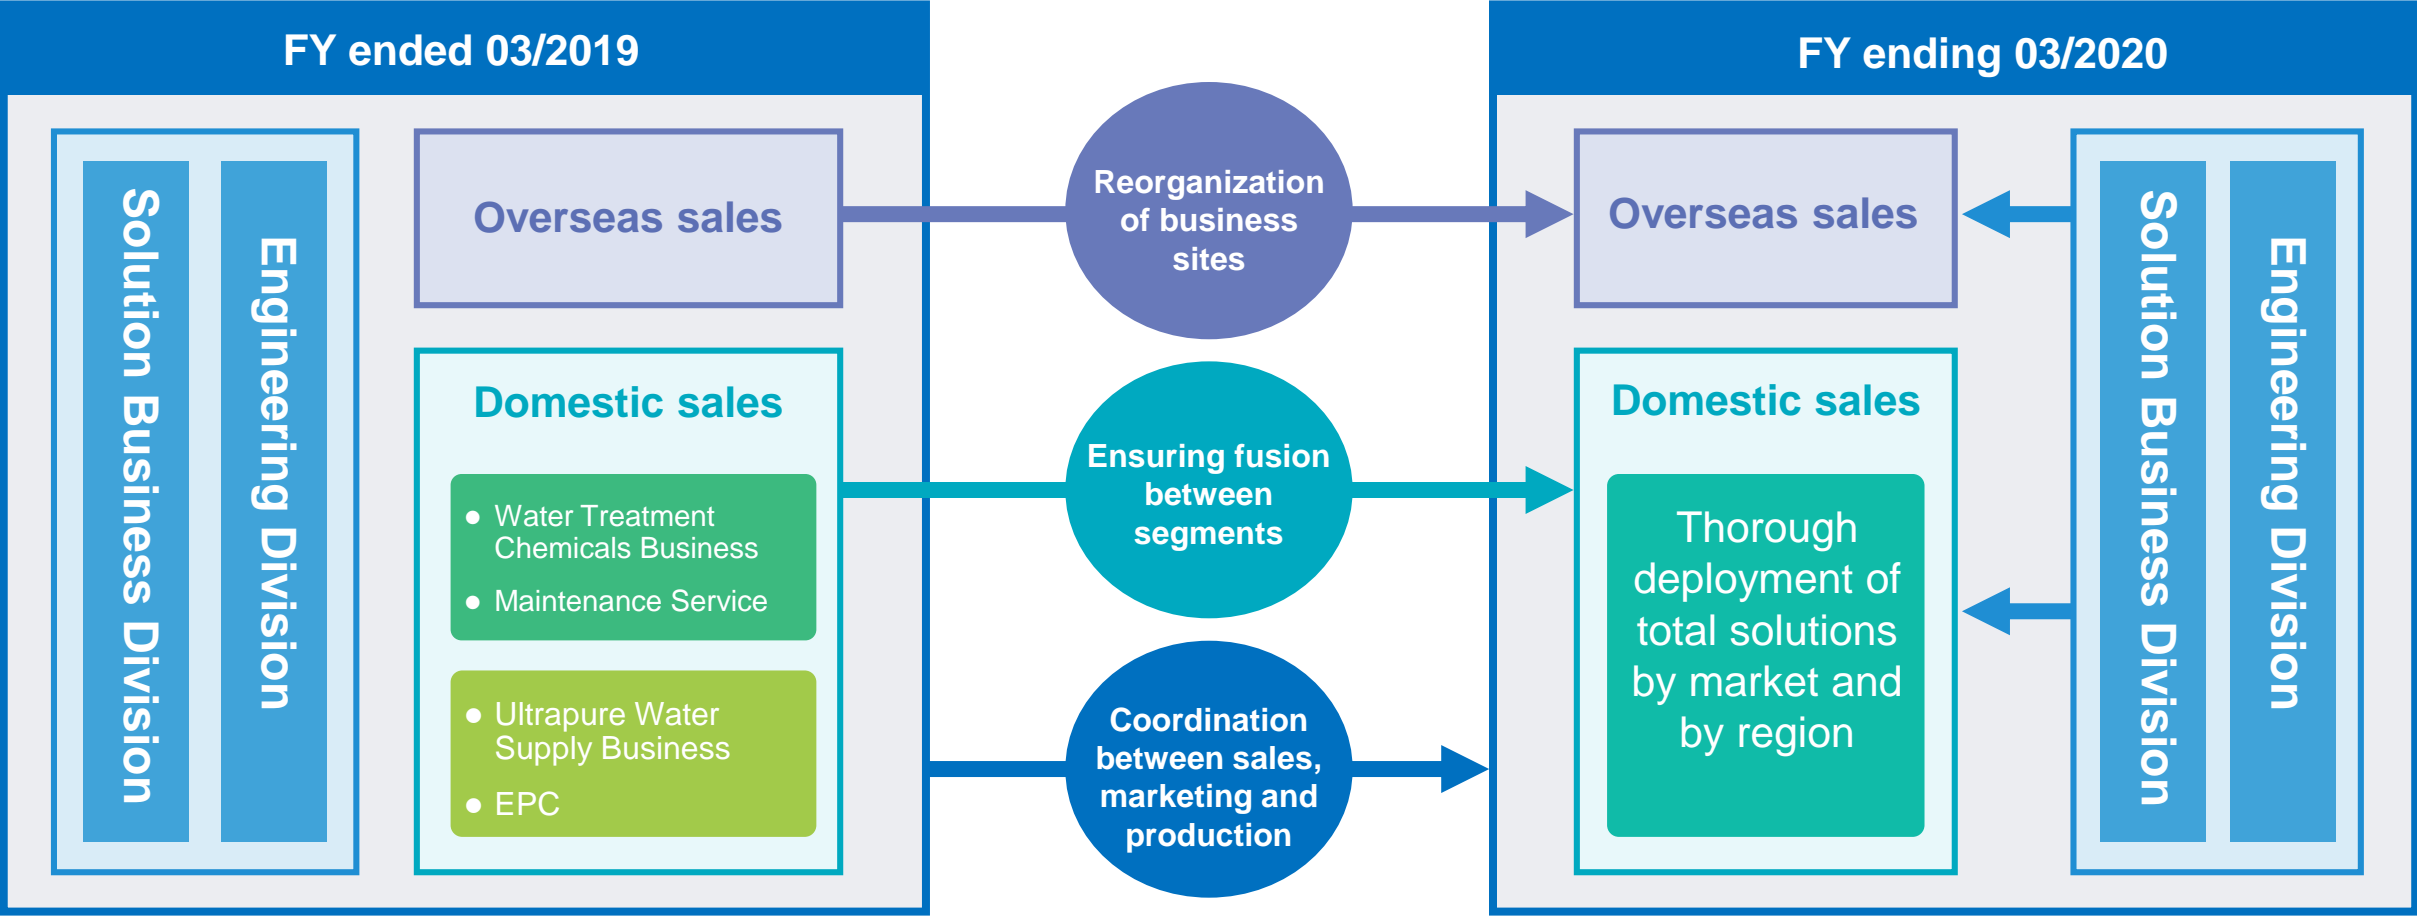 FY ended 03/2019
Solution Business Division
Engineering Division
Overseas sales
Domestic sales
● Water Treatment
Chemicals Business
● Maintenance Service
● Ultrapure Water
Supply Business
● EPC
Reorganization
of business
sites
Ensuring fusion
between
segments
Coordination
between sales,
marketing and
production
FY ending 03/2020
Overseas sales
Domestic sales
Thorough
deployment of
total solutions
by market and
by region
Solution Business Division
Engineering Division